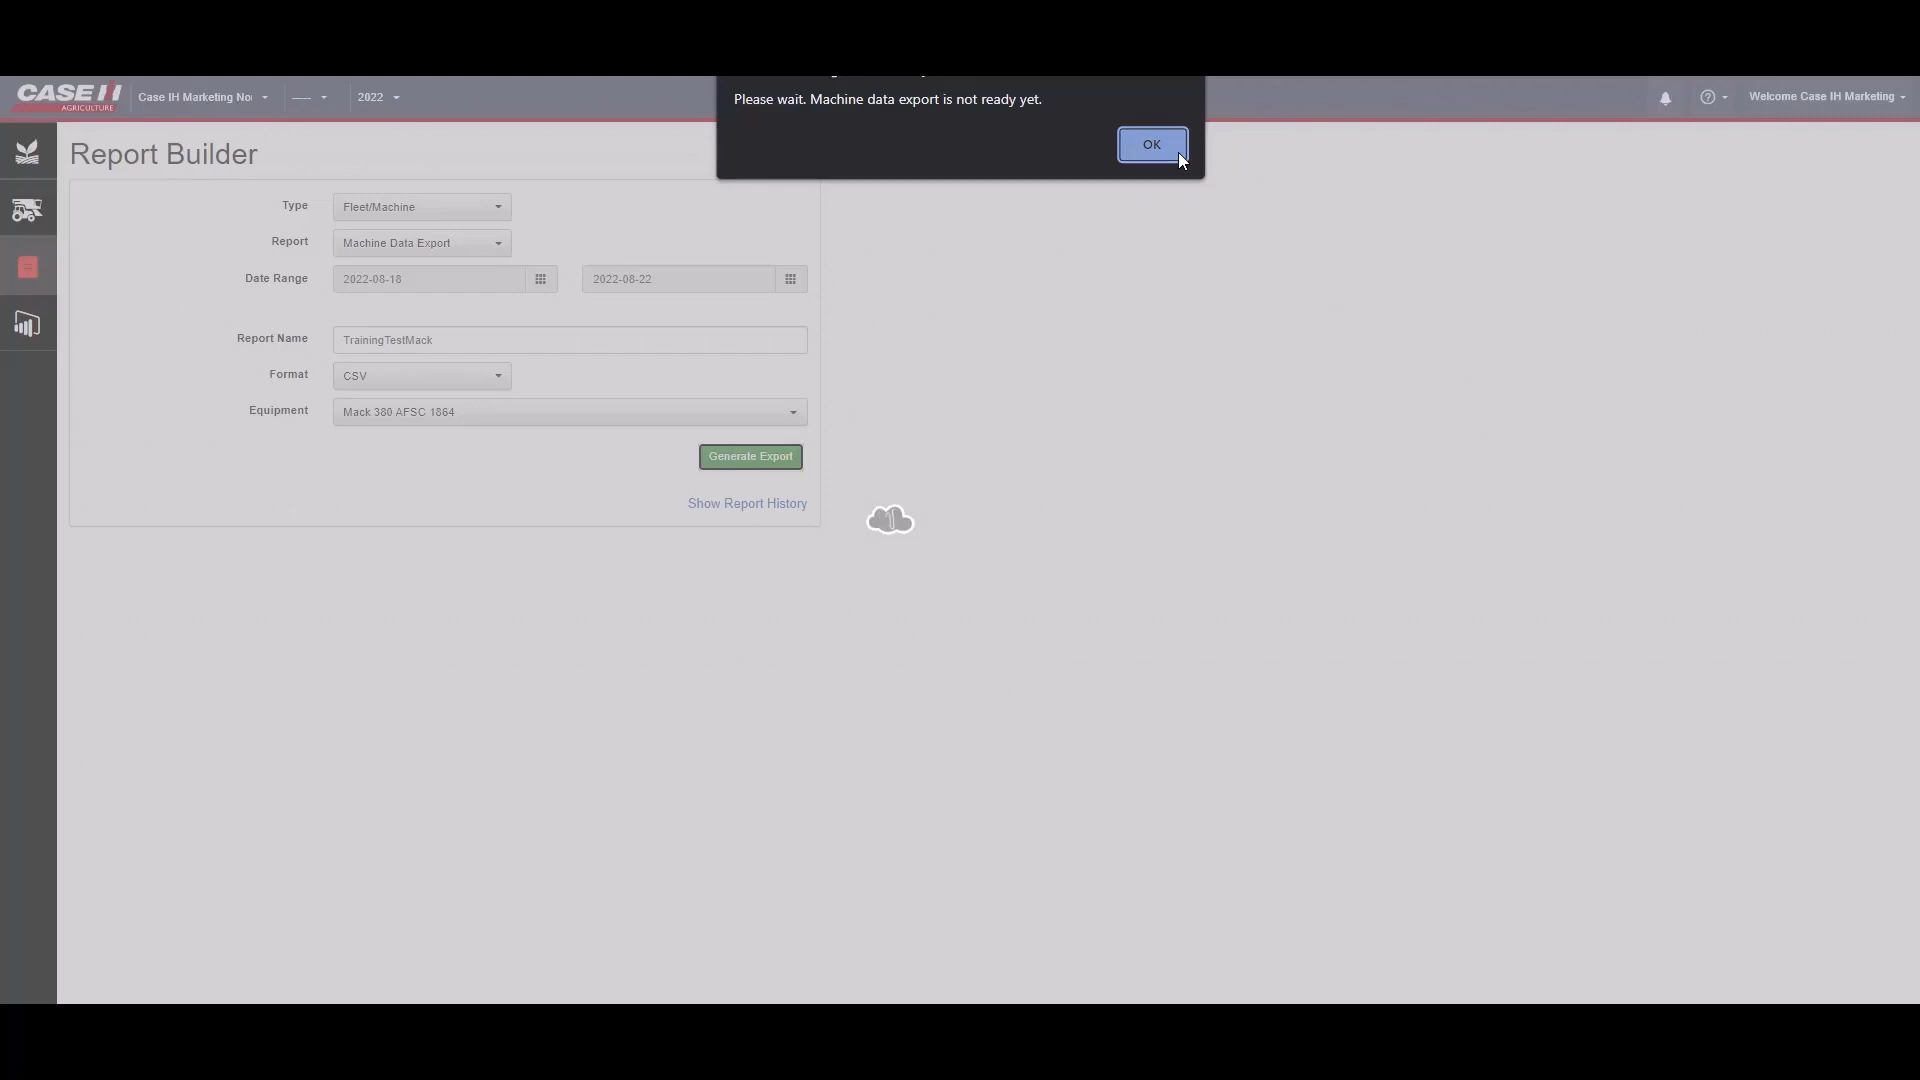 Please wait. Machine data export is not ready yet.
OK
CASE IH
AGRICULTURE
Case IH Marketing No
2022
Welcome Case IH Marketing
Report Builder
Type
Fleet/Machine
Report
Machine Data Export
Date Range
2022-08-18
2022-08-22
Report Name
TrainingTestMack
Format
CSV
Equipment
Mack 380 AFSC 1864
Generate Export
Show Report History